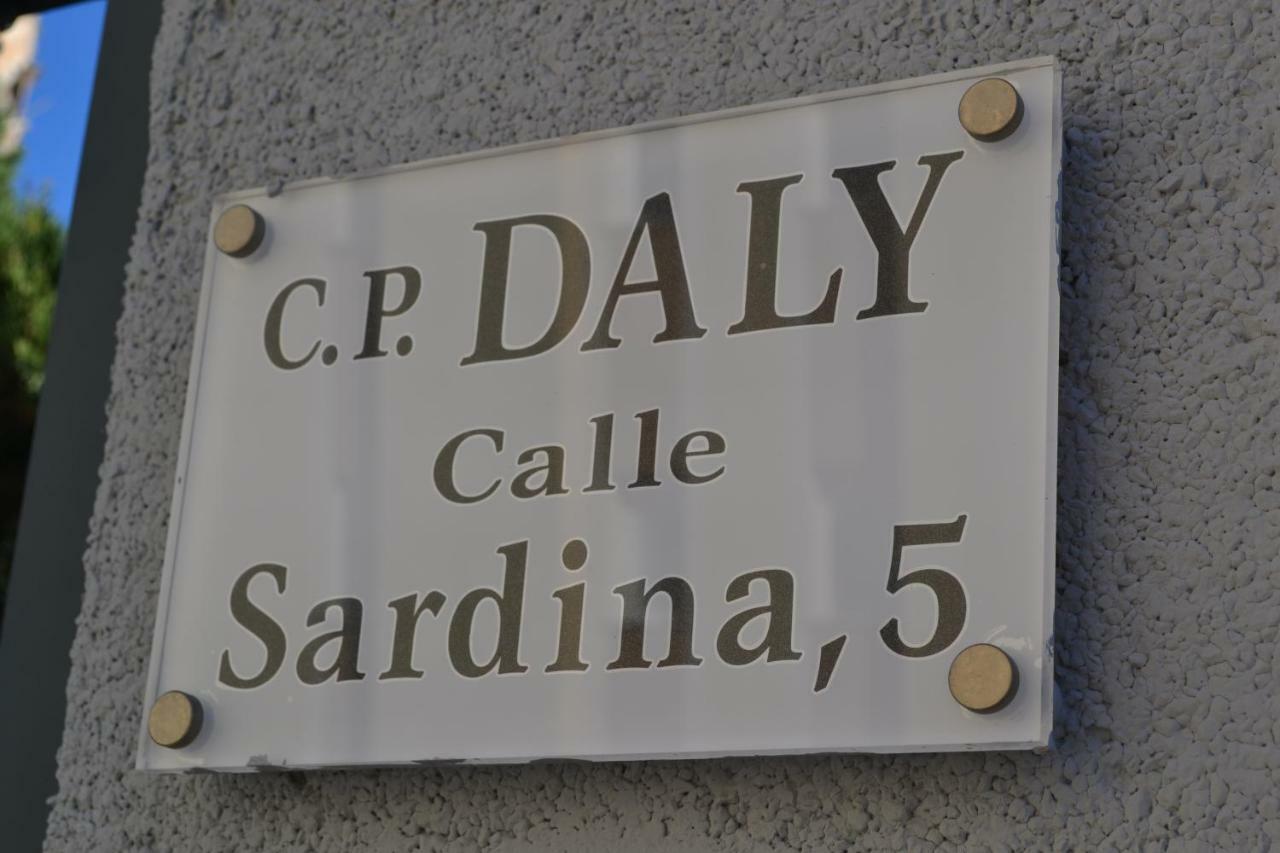 C.P. DALY
Calle
Sardina, 5